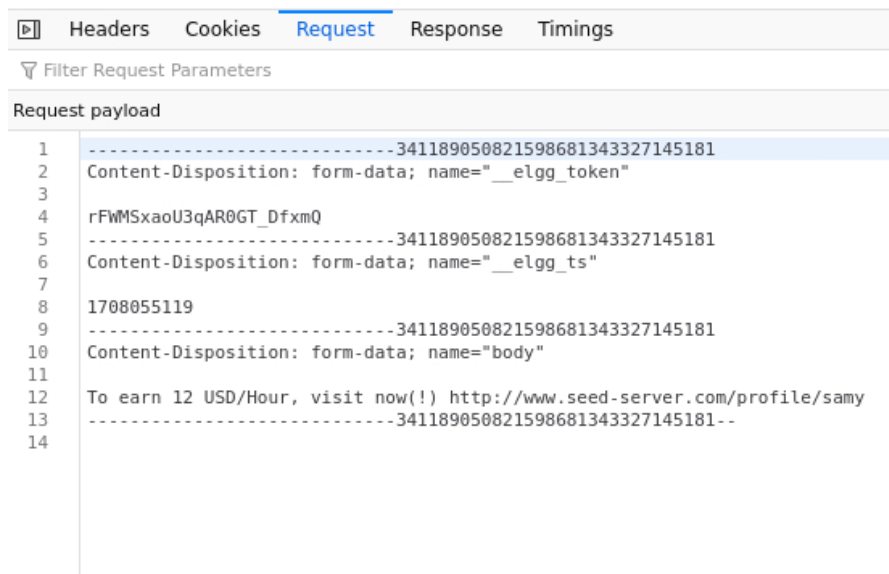 Headers Cookies Request Response Timings
Filter Request Parameters
Request payload
1 -----------------------------341189050821598681343327145181
2 Content-Disposition: form-data; name="__elgg_token"
3
4 rFWMSxaoU3qAR0GT_DfxmQ
5 -----------------------------341189050821598681343327145181
6 Content-Disposition: form-data; name="__elgg_ts"
7
8 1708055119
9 -----------------------------341189050821598681343327145181
10 Content-Disposition: form-data; name="body"
11
12 To earn 12 USD/Hour, visit now(!) http://www.seed-server.com/profile/samy
13 -----------------------------341189050821598681343327145181--
14